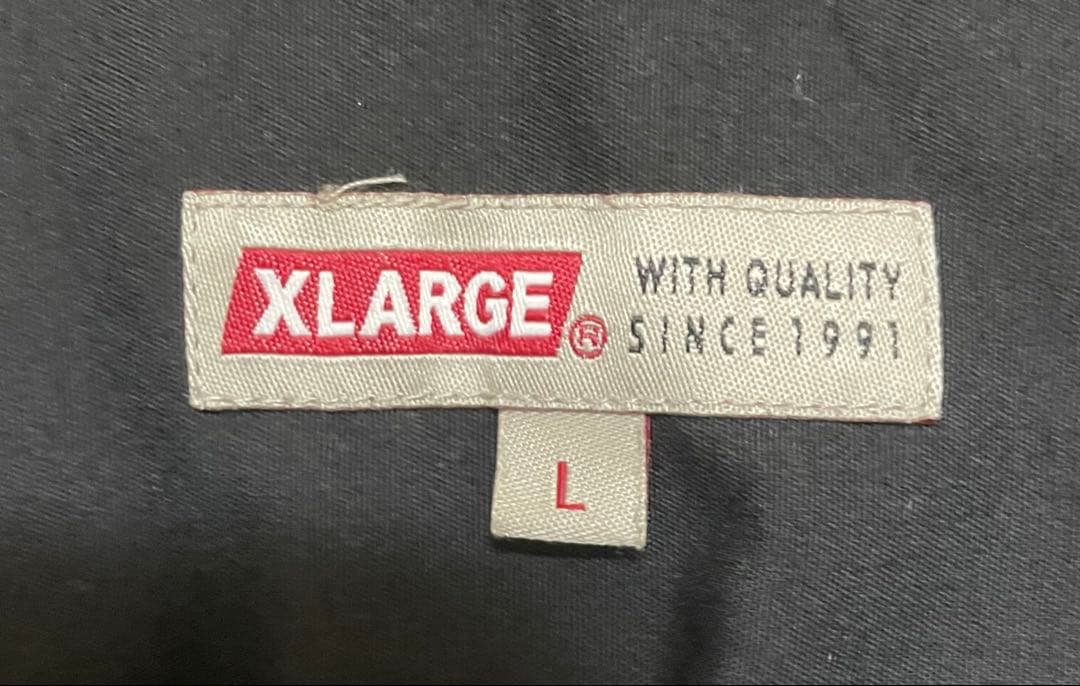 XLARGE® WITH QUALITY
SINCE 1991
L